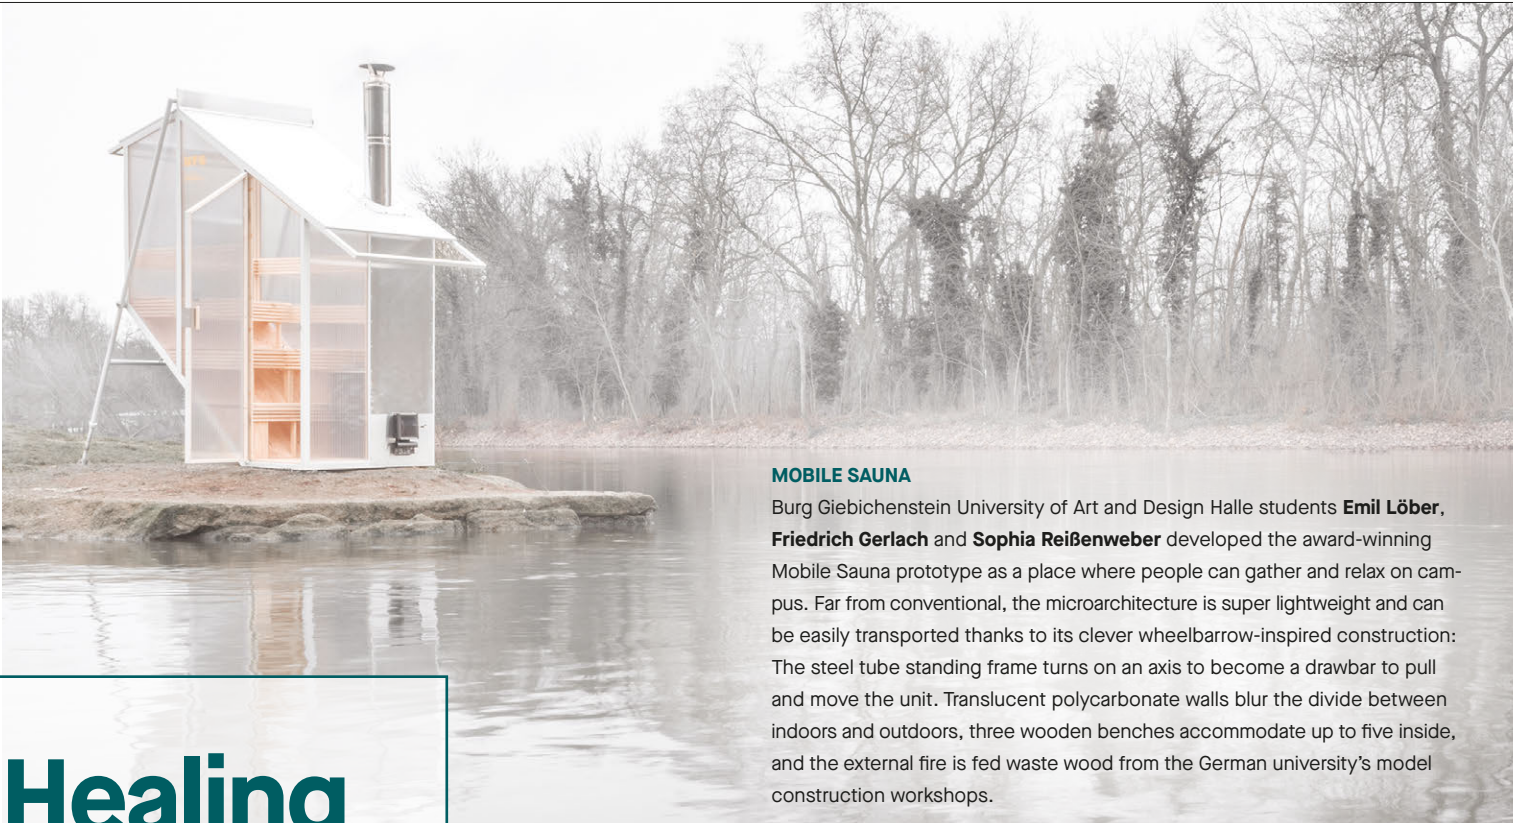 MOBILE SAUNA
Burg Giebichenstein University of Art and Design Halle students Emil Löber,
Friedrich Gerlach and Sophia Reißenweber developed the award-winning
Mobile Sauna prototype as a place where people can gather and relax on cam-
pus. Far from conventional, the microarchitecture is super lightweight and can
be easily transported thanks to its clever wheelbarrow-inspired construction:
The steel tube standing frame turns on an axis to become a drawbar to pull
and move the unit. Translucent polycarbonate walls blur the divide between
indoors and outdoors, three wooden benches accommodate up to five inside,
and the external fire is fed waste wood from the German university’s model
construction workshops.
Healing